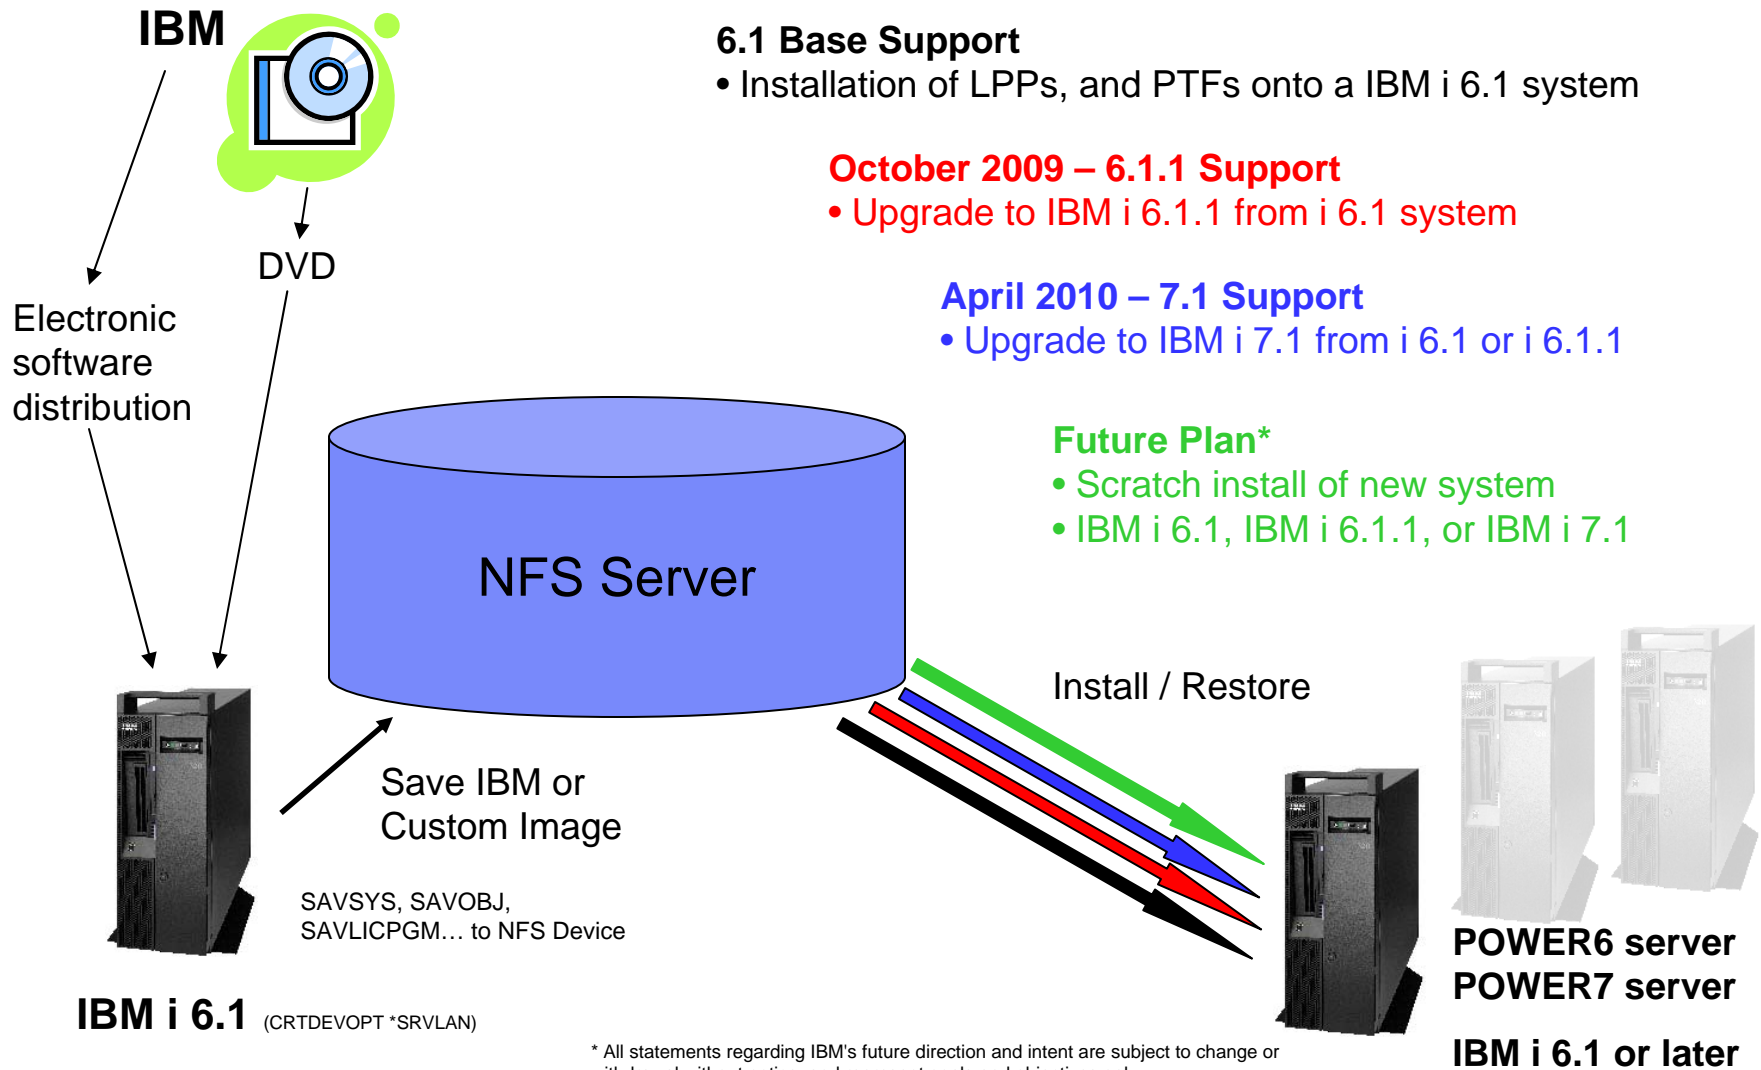 IBM
6.1 Base Support
• Installation of LPPs, and PTFs onto a IBM i 6.1 system
October 2009 – 6.1.1 Support
• Upgrade to IBM i 6.1.1 from i 6.1 system
DVD
April 2010 – 7.1 Support
• Upgrade to IBM i 7.1 from i 6.1 or i 6.1.1
Electronic
software
distribution
Future Plan*
• Scratch install of new system
• IBM i 6.1, IBM i 6.1.1, or IBM i 7.1
NFS Server
Install / Restore
Save IBM or
Custom Image
SAVSYS, SAVOBJ,
SAVLICPGM… to NFS Device
POWER6 server
POWER7 server
IBM i 6.1 (CRTDEVOPT *SRVLAN)
IBM i 6.1 or later
* All statements regarding IBM's future direction and intent are subject to change or